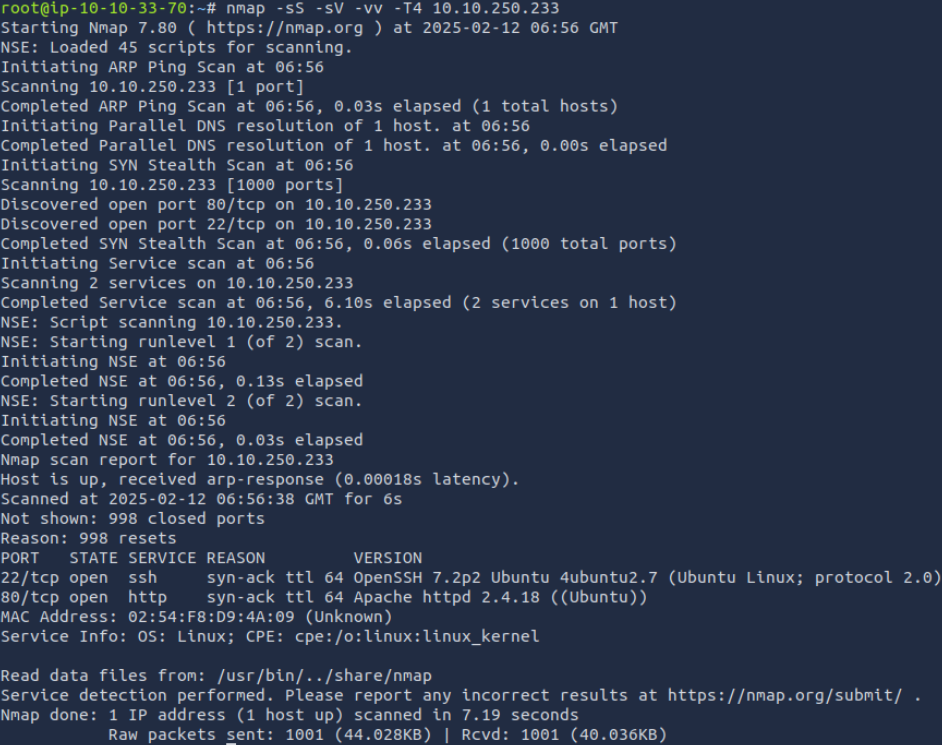 root@ip-10-10-33-70:~# nmap -sS -sV -vv -T4 10.10.250.233
Starting Nmap 7.80 ( https://nmap.org ) at 2025-02-12 06:56 GMT
NSE: Loaded 45 scripts for scanning.
Initiating ARP Ping Scan at 06:56
Scanning 10.10.250.233 [1 port]
Completed ARP Ping Scan at 06:56, 0.03s elapsed (1 total hosts)
Initiating Parallel DNS resolution of 1 host. at 06:56
Completed Parallel DNS resolution of 1 host. at 06:56, 0.00s elapsed
Initiating SYN Stealth Scan at 06:56
Scanning 10.10.250.233 [1000 ports]
Discovered open port 80/tcp on 10.10.250.233
Discovered open port 22/tcp on 10.10.250.233
Completed SYN Stealth Scan at 06:56, 0.06s elapsed (1000 total ports)
Initiating Service scan at 06:56
Scanning 2 services on 10.10.250.233
Completed Service scan at 06:56, 6.10s elapsed (2 services on 1 host)
NSE: Script scanning 10.10.250.233.
NSE: Starting runlevel 1 (of 2) scan.
Initiating NSE at 06:56
Completed NSE at 06:56, 0.13s elapsed
NSE: Starting runlevel 2 (of 2) scan.
Initiating NSE at 06:56
Completed NSE at 06:56, 0.03s elapsed
Nmap scan report for 10.10.250.233
Host is up, received arp-response (0.00018s latency).
Scanned at 2025-02-12 06:56:38 GMT for 6s
Not shown: 998 closed ports
Reason: 998 resets
PORT   STATE SERVICE REASON         VERSION
22/tcp open  ssh     syn-ack ttl 64 OpenSSH 7.2p2 Ubuntu 4ubuntu2.7 (Ubuntu Linux; protocol 2.0)
80/tcp open  http    syn-ack ttl 64 Apache httpd 2.4.18 ((Ubuntu))
MAC Address: 02:54:F8:D9:4A:09 (Unknown)
Service Info: OS: Linux; CPE: cpe:/o:linux:linux_kernel

Read data files from: /usr/bin/../share/nmap
Service detection performed. Please report any incorrect results at https://nmap.org/submit/ .
Nmap done: 1 IP address (1 host up) scanned in 7.19 seconds
           Raw packets sent: 1001 (44.028KB) | Rcvd: 1001 (40.036KB)